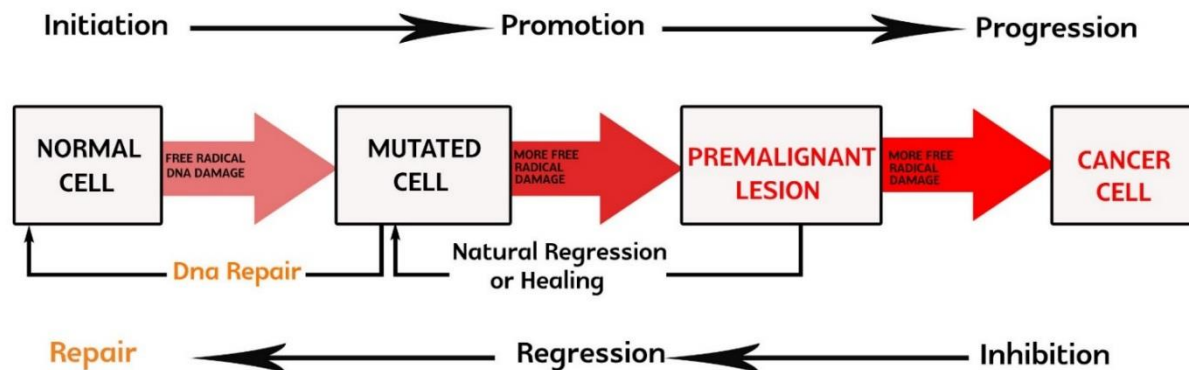 Initiation
Promotion
Progression
NORMAL
CELL
FREE RADICAL
DNA DAMAGE
MUTATED
CELL
MORE FREE
RADICAL
DAMAGE
PREMALIGNANT
LESION
MORE FREE
RADICAL
DAMAGE
CANCER
CELL
Dna Repair
Natural Regression
or Healing
Repair
Regression
Inhibition